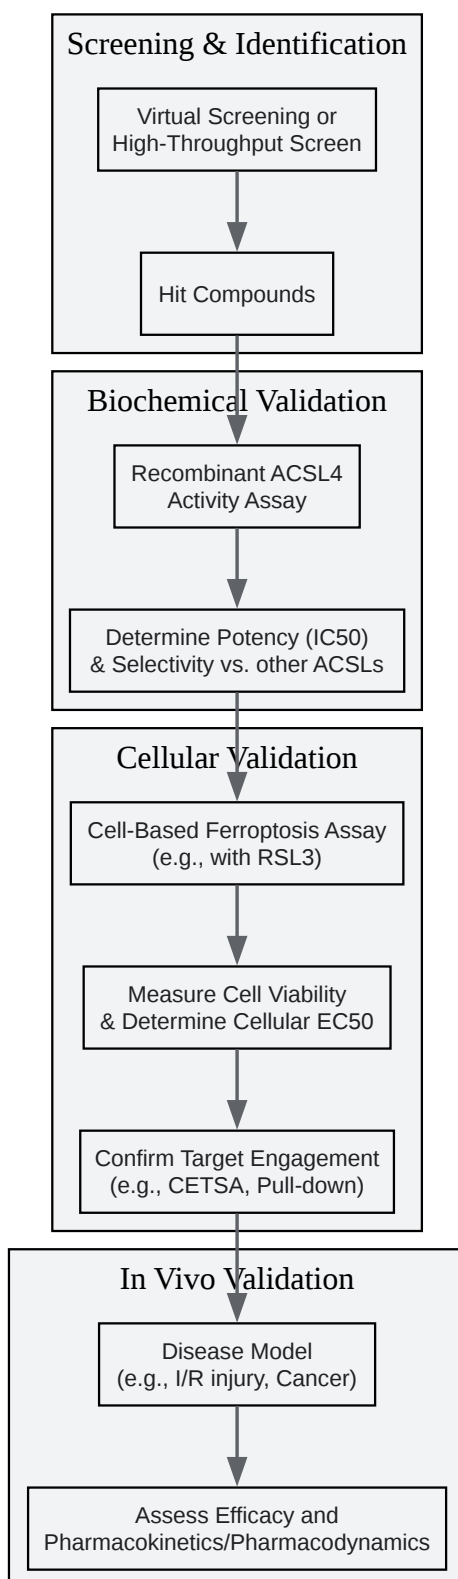 Screening & Identification
Virtual Screening or
High-Throughput Screen
Hit Compounds
Biochemical Validation
Recombinant ACSL4
Activity Assay
Determine Potency (IC50)
& Selectivity vs. other ACSLs
Cellular Validation
Cell-Based Ferroptosis Assay
(e.g., with RSL3)
Measure Cell Viability
& Determine Cellular EC50
Confirm Target Engagement
(e.g., CETSA, Pull-down)
In Vivo Validation
Disease Model
(e.g., I/R injury, Cancer)
Assess Efficacy and
Pharmacokinetics/Pharmacodynamics